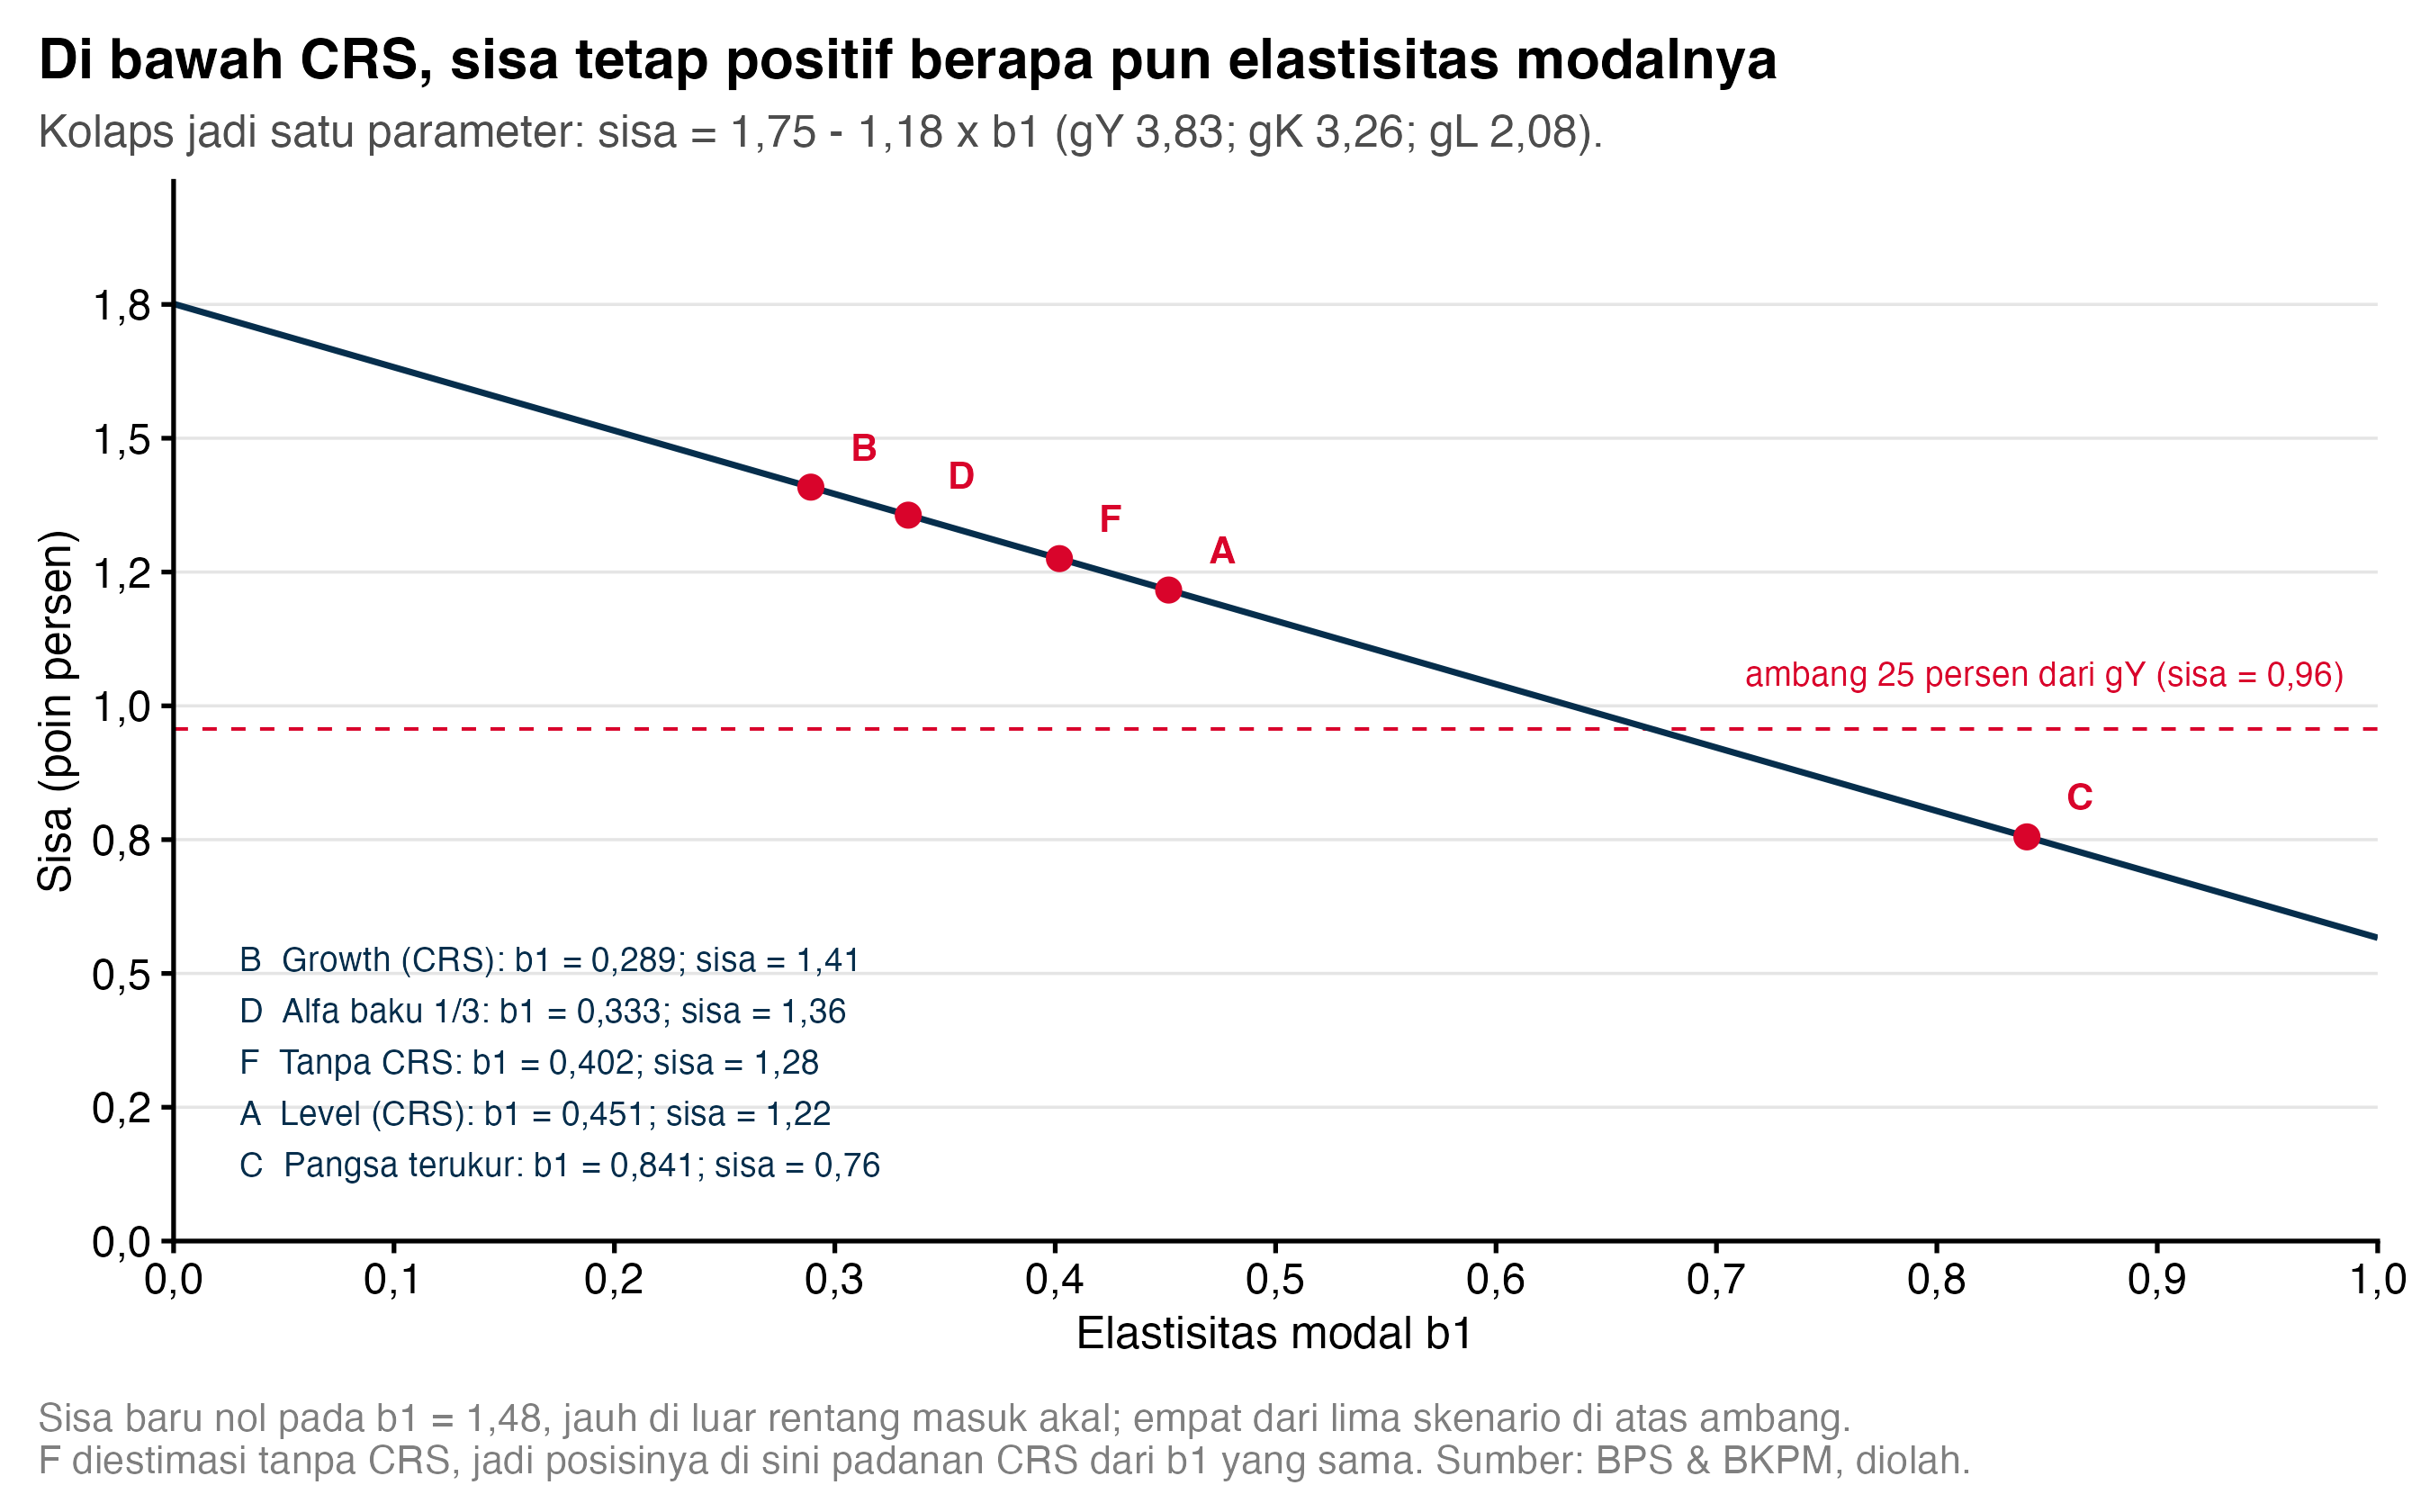 Di bawah CRS, sisa tetap positif berapa pun elastisitas modalnya
Kolaps jadi satu parameter: sisa = 1,75 - 1,18 x b1 (gY 3,83; gK 3,26; gL 2,08).
Sisa (poin persen)
1,8
1,5
1,2
1,0
0,8
0,5
0,2
0,0
B
D
F
A
ambang 25 persen dari gY (sisa = 0,96)
C
B Growth (CRS): b1 = 0,289; sisa = 1,41
D Alfa baku 1/3: b1 = 0,333; sisa = 1,36
F Tanpa CRS: b1 = 0,402; sisa = 1,28
A Level (CRS): b1 = 0,451; sisa = 1,22
C Pangsa terukur: b1 = 0,841; sisa = 0,76
0,0 0,1 0,2 0,3 0,4 0,5 0,6 0,7 0,8 0,9 1,0
Elastisitas modal b1
Sisa baru nol pada b1 = 1,48, jauh di luar rentang masuk akal; empat dari lima skenario di atas ambang.
F diestimasi tanpa CRS, jadi posisinya di sini padanan CRS dari b1 yang sama. Sumber: BPS & BKPM, diolah.